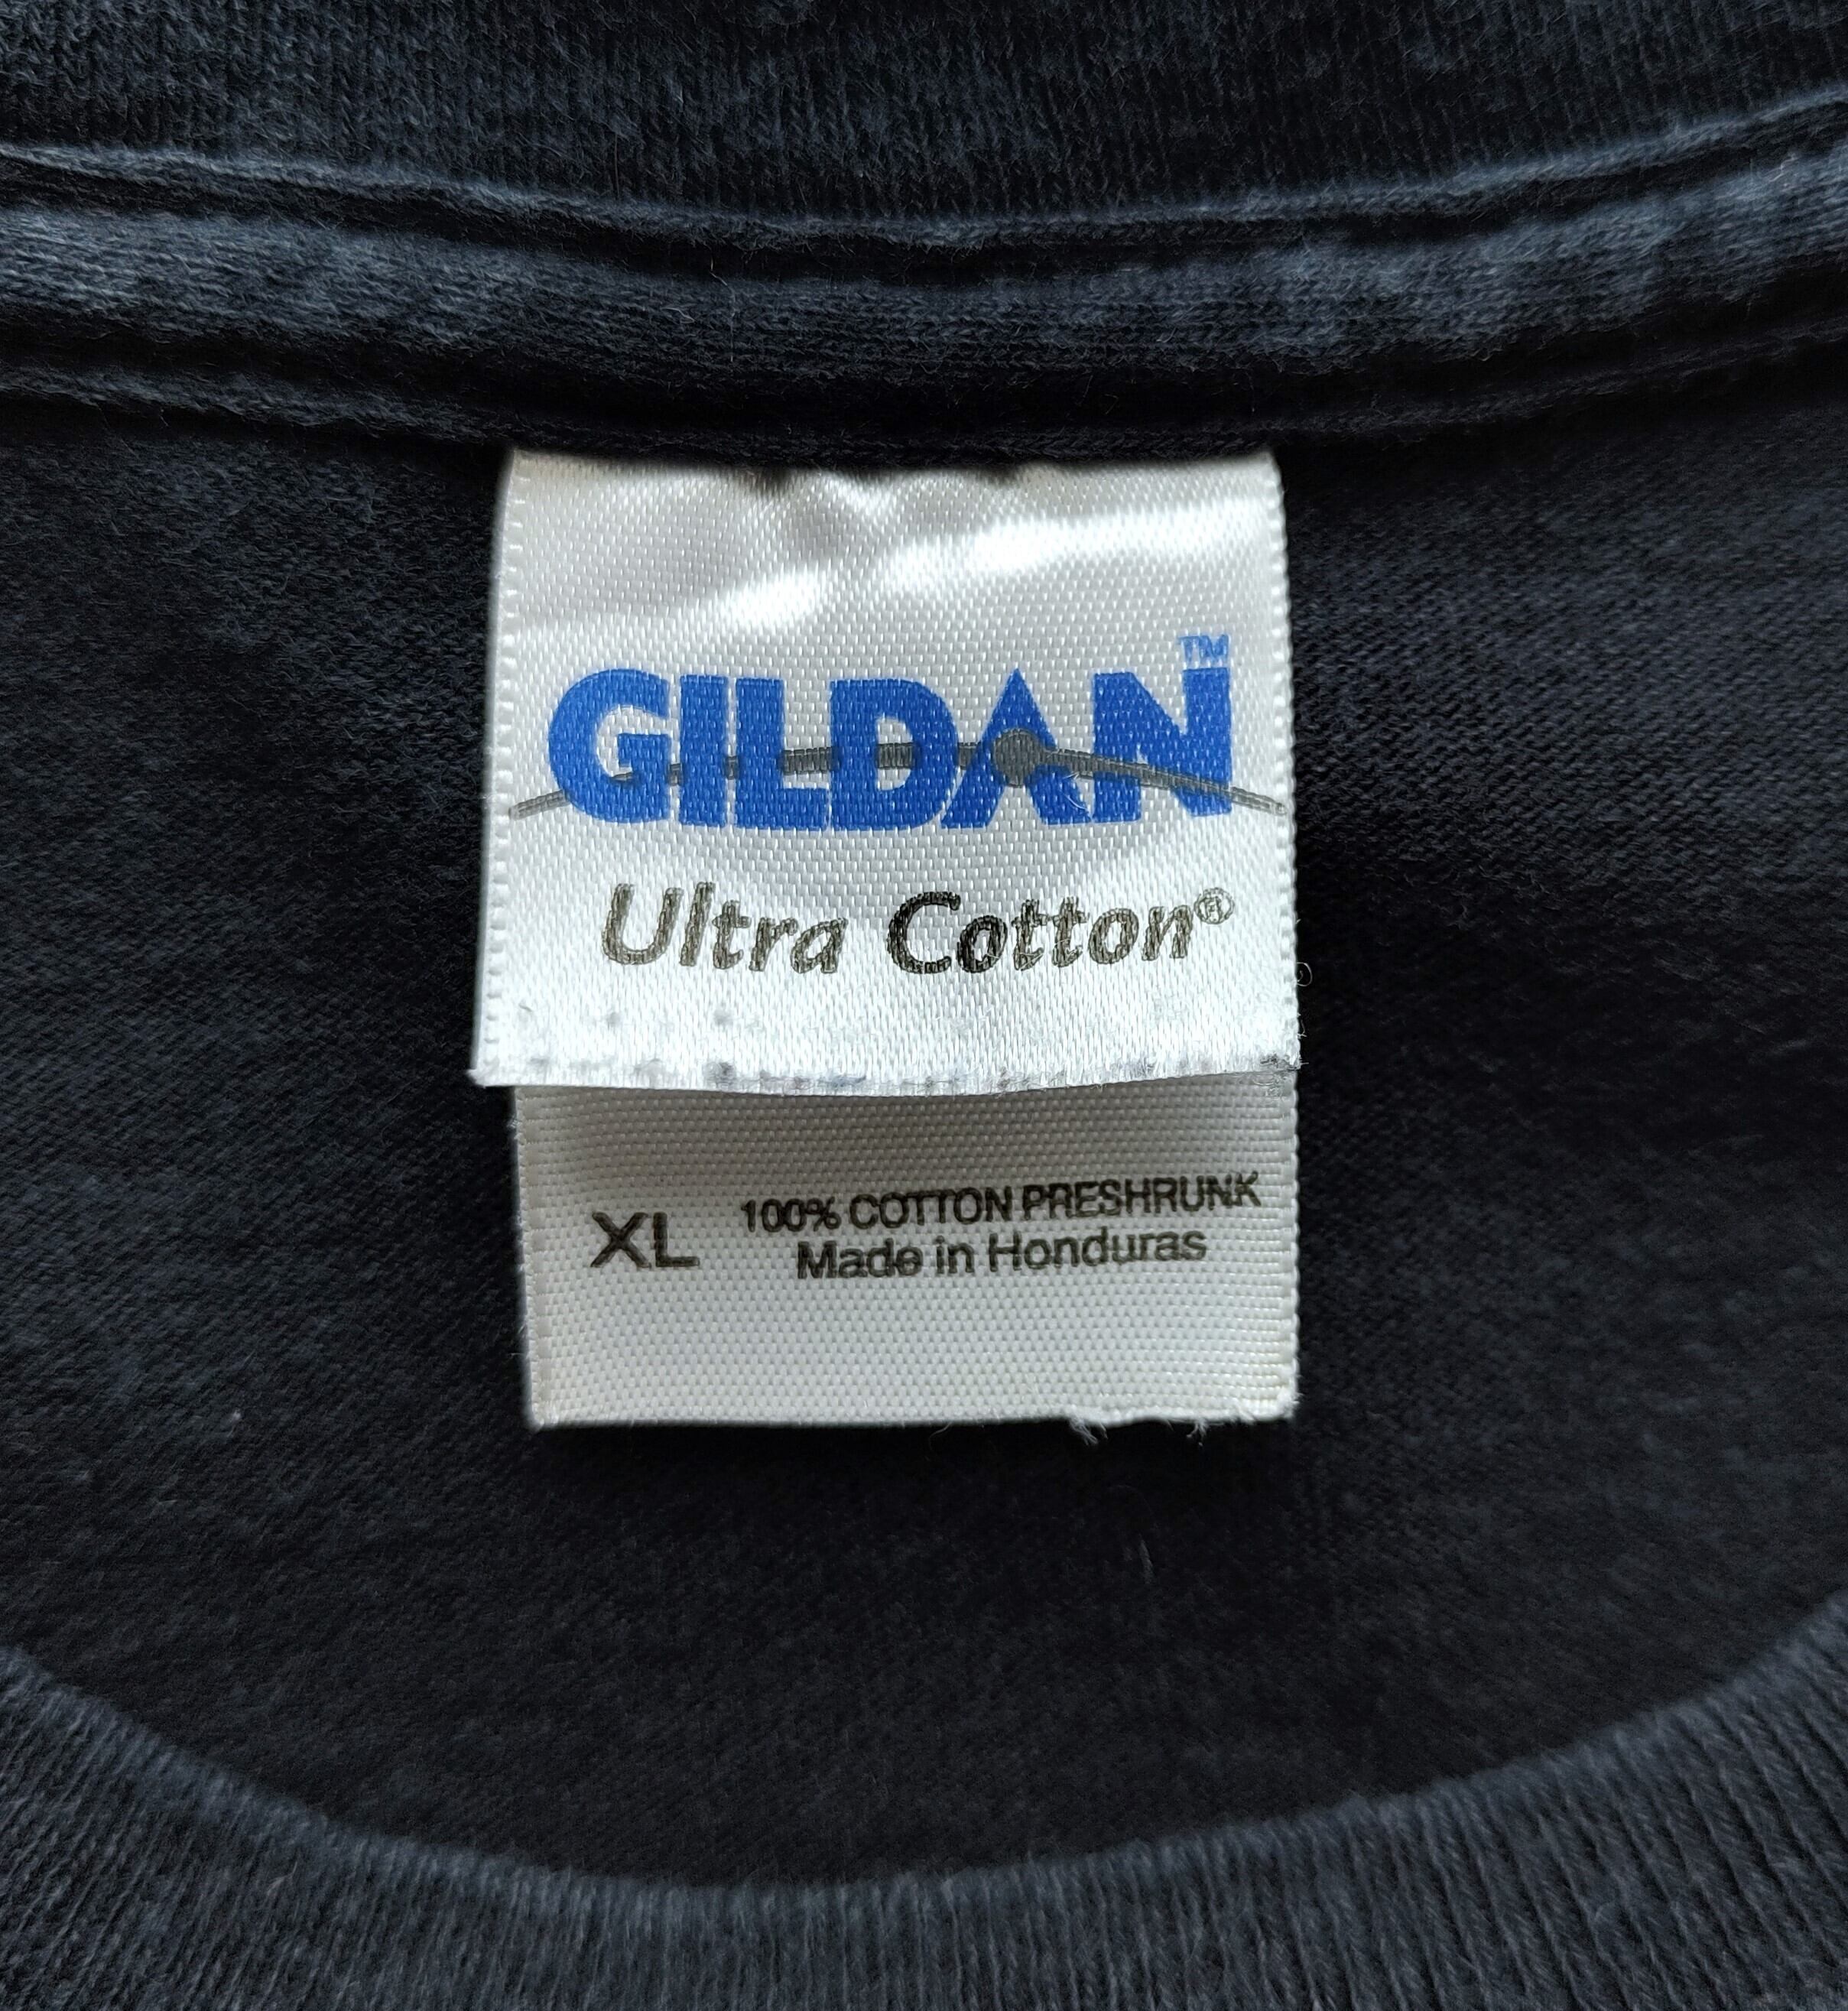 GILDAN™
Ultra Cotton®
XL 100% COTTON PRESHRUNK
Made in Honduras